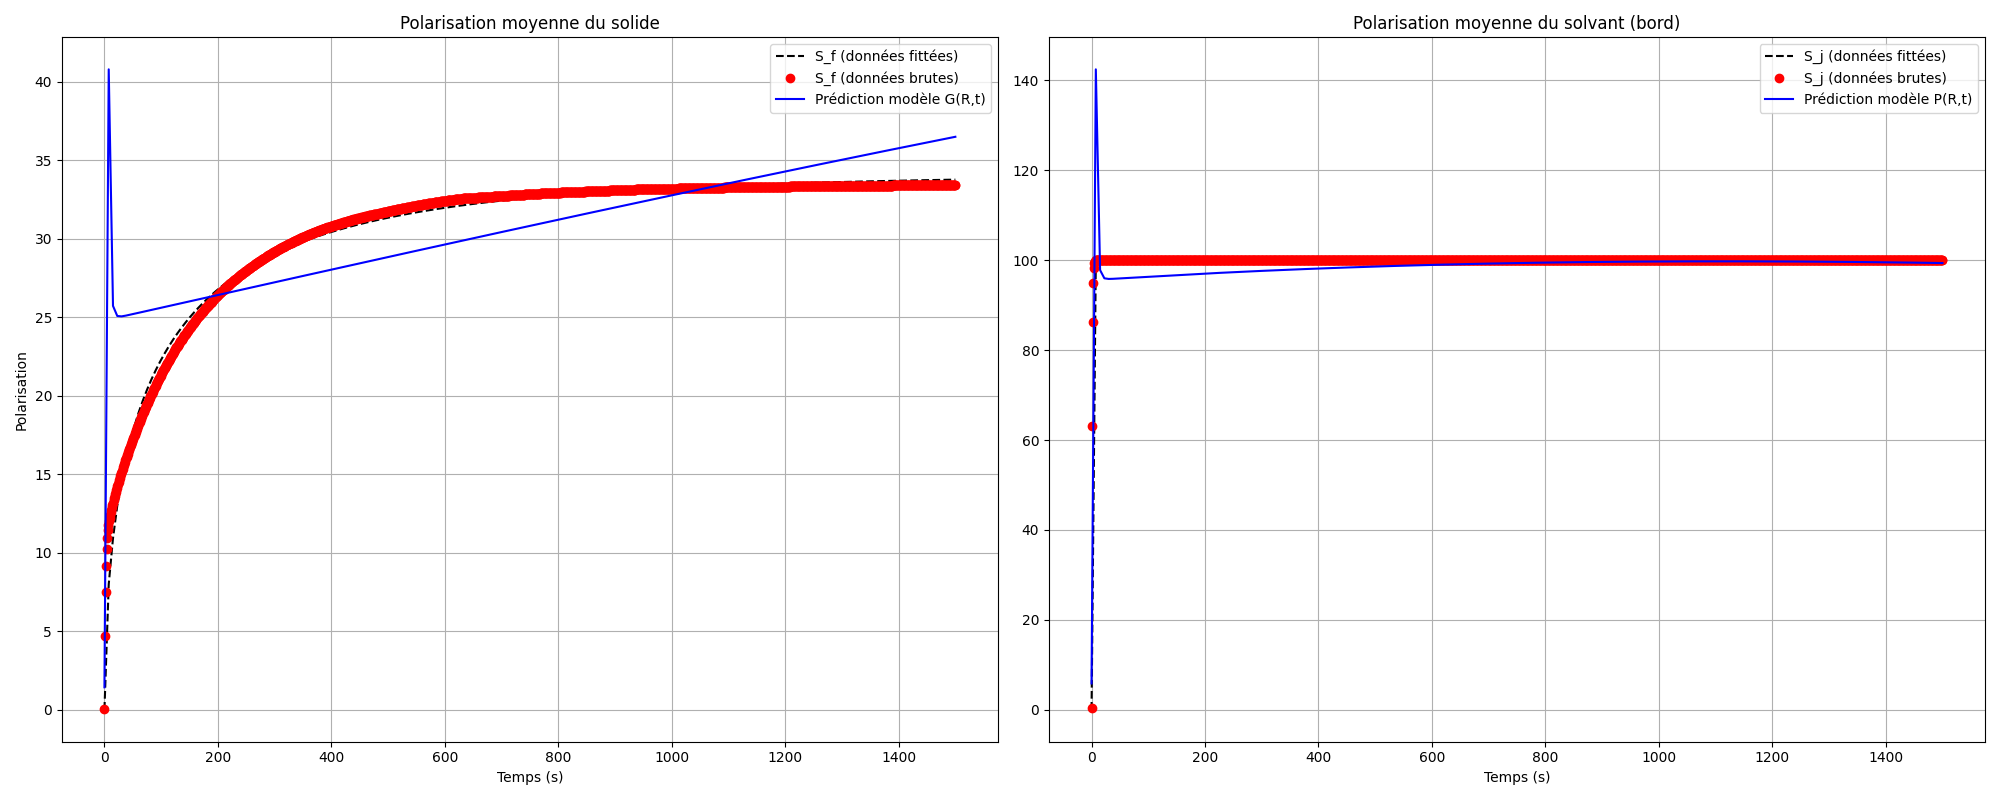 Polarisation moyenne du solide
S_f (données fittées)
S_f (données brutes)
Prédiction modèle G(R,t)
40
35
30
25
20
15
10
5
0
Polarisation
0 200 400 600 800 1000 1200 1400
Temps (s)
Polarisation moyenne du solvant (bord)
S_j (données fittées)
S_j (données brutes)
Prédiction modèle P(R,t)
140
120
100
80
60
40
20
0
0 200 400 600 800 1000 1200 1400
Temps (s)